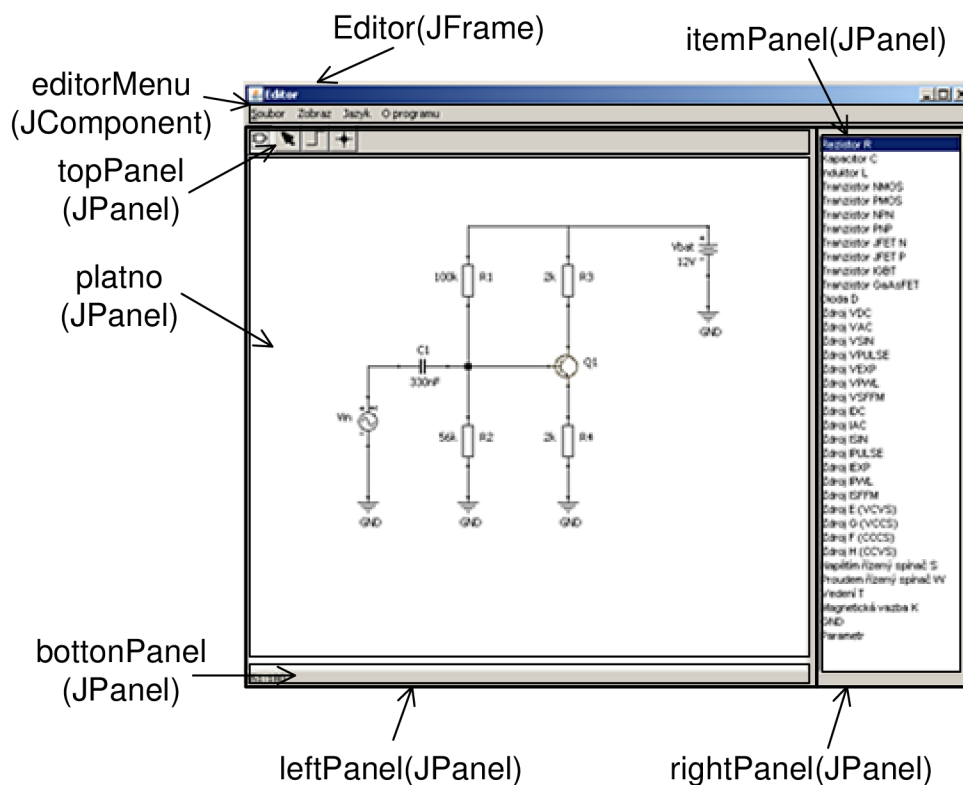 Editor(JFrame)
itemPanel(JPanel)
editorMenu
(JComponent)
topPanel
(JPanel)
platno
(JPanel)
bottonPanel
(JPanel)
leftPanel(JPanel)
rightPanel(JPanel)
Editor
Soubor Zobraz Jazyk O programu
Vbat
12V
100k R1
2k R3
GND
C1
330nF
Q1
Vin
56k R2
2k R4
GND
GND
GND
Rezistor R
Kapacitor C
Induktor L
Tranzistor NMOS
Tranzistor PMOS
Tranzistor NPN
Tranzistor PNP
Tranzistor JFET N
Tranzistor JFET P
Tranzistor IGBT
Tranzistor GaAsFET
Dioda D
Zdroj VDC
Zdroj VAC
Zdroj VSIN
Zdroj VPULSE
Zdroj VEXP
Zdroj VPWL
Zdroj VSFFM
Zdroj IDC
Zdroj IAC
Zdroj ISIN
Zdroj IPULSE
Zdroj IEXP
Zdroj IPWL
Zdroj ISFFM
Zdroj E (VCVS)
Zdroj G (VCCS)
Zdroj F (CCCS)
Zdroj H (CCVS)
Napětím řízený spínač S
Proudem řízený spínač W
Vedení T
Magnetická vazba K
GND
Parametr